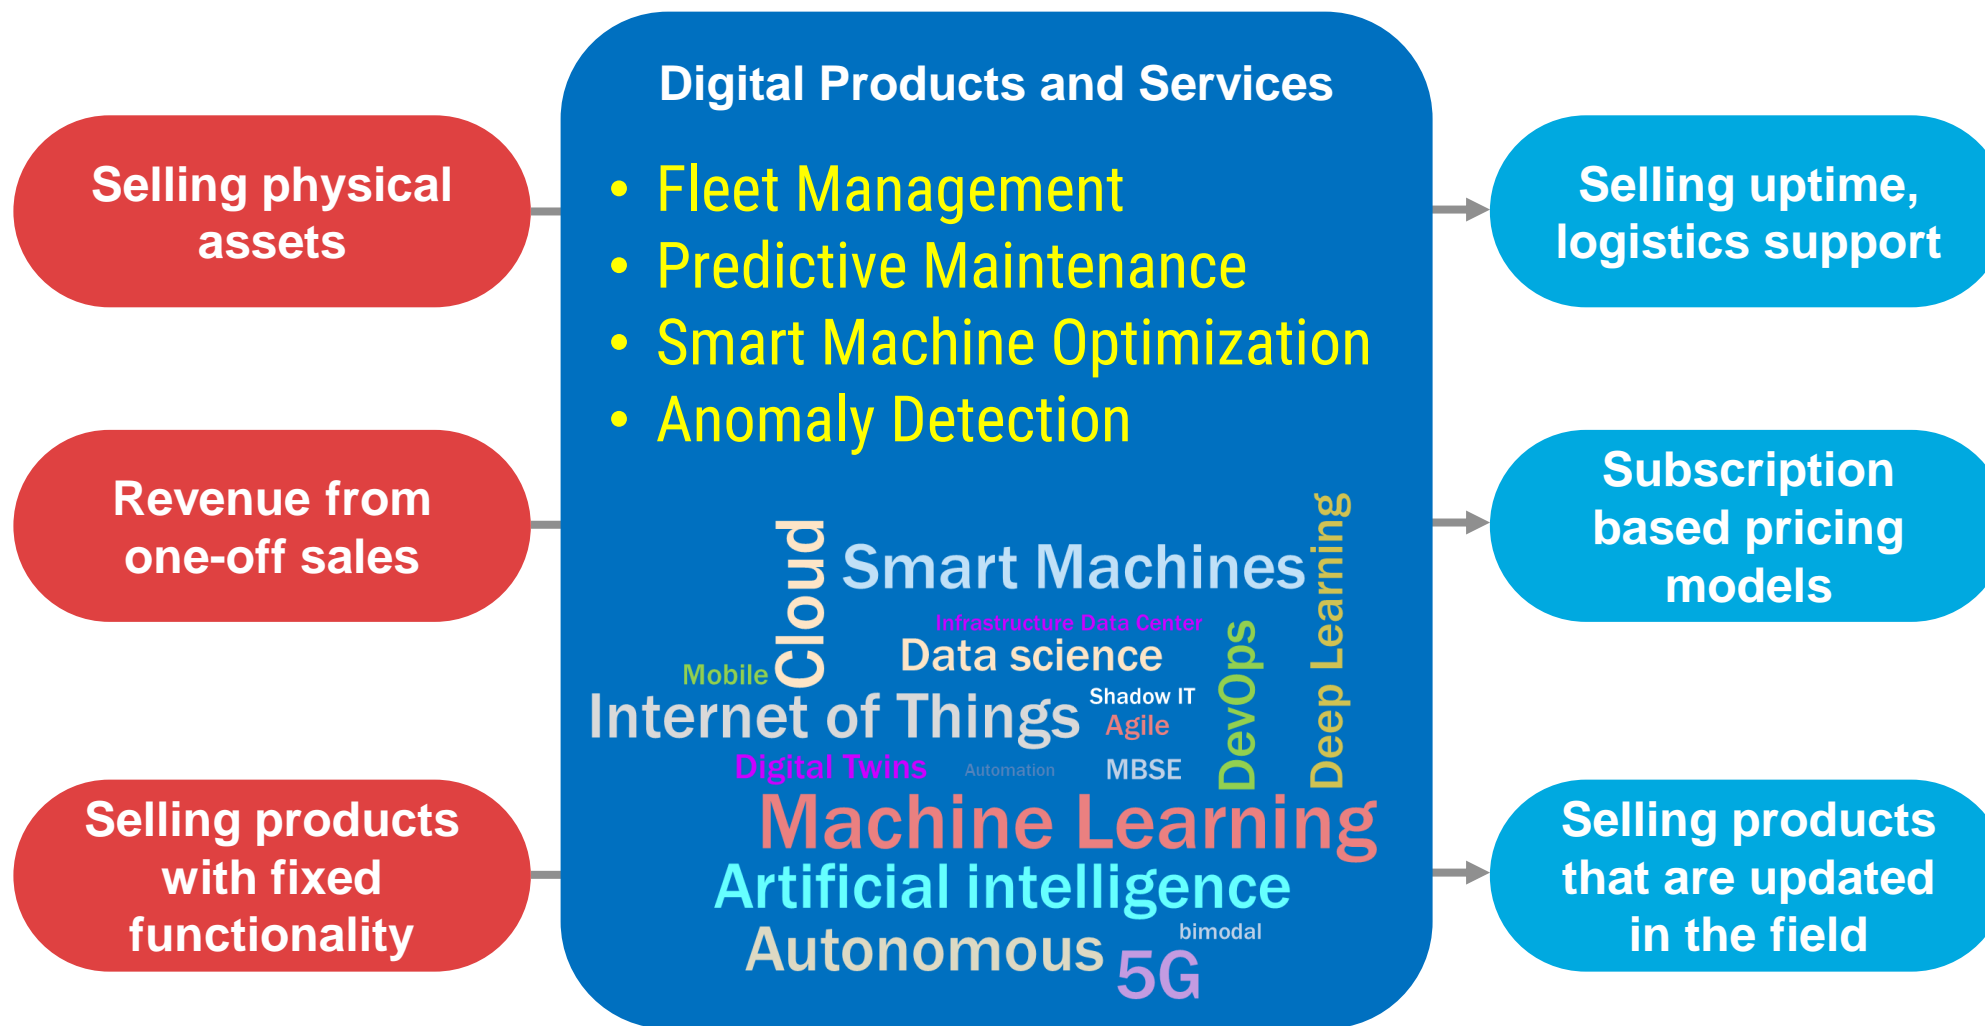 Digital Products and Services
• Fleet Management
• Predictive Maintenance
• Smart Machine Optimization
• Anomaly Detection
Selling physical
assets
Revenue from
one-off sales
Selling products
with fixed
functionality
Cloud
Smart Machines
Deep Learning
Infrastructure Data Center
Data science
DevOps
Mobile
Internet of Things
Shadow IT
Agile
Digital Twins
Automation
MBSE
Machine Learning
Artificial intelligence
Autonomous
bimodal
5G
Selling uptime,
logistics support
Subscription
based pricing
models
Selling products
that are updated
in the field